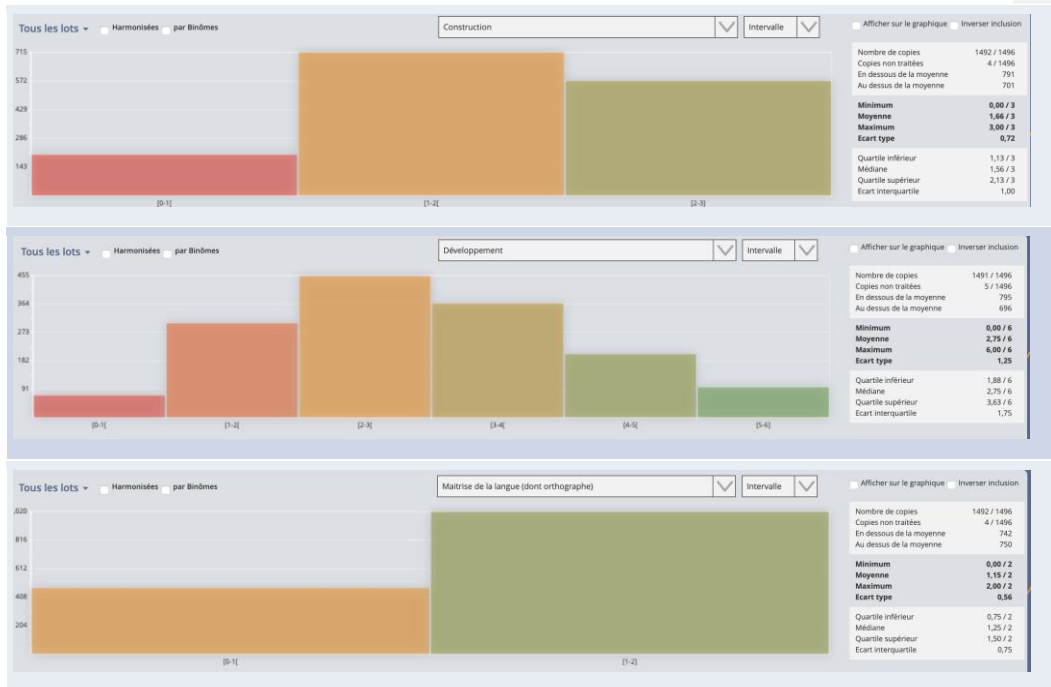 Tous les lots Harmonisées par Binômes Construction Intervalle Afficher sur le graphique Inverser inclusion
715
572
429
286
143
[0-1[ [1-2[ [2-3]
Nombre de copies 1492 / 1496
Copies non traitées 4 / 1496
En dessous de la moyenne 791
Au dessus de la moyenne 701
Minimum 0,00 / 3
Moyenne 1,66 / 3
Maximum 3,00 / 3
Ecart type 0,72
Quartile inférieur 1,13 / 3
Médiane 1,56 / 3
Quartile supérieur 2,13 / 3
Ecart interquartile 1,00
Tous les lots Harmonisées par Binômes Développement Intervalle Afficher sur le graphique Inverser inclusion
455
364
273
182
91
[0-1[ [1-2[ [2-3[ [3-4[ [4-5[ [5-6]
Nombre de copies 1491 / 1496
Copies non traitées 5 / 1496
En dessous de la moyenne 795
Au dessus de la moyenne 696
Minimum 0,00 / 6
Moyenne 2,75 / 6
Maximum 6,00 / 6
Ecart type 1,25
Quartile inférieur 1,88 / 6
Médiane 2,75 / 6
Quartile supérieur 3,63 / 6
Ecart interquartile 1,75
Tous les lots Harmonisées par Binômes Maitrise de la langue (dont orthographe) Intervalle Afficher sur le graphique Inverser inclusion
,020
816
612
408
204
[0-1[ [1-2]
Nombre de copies 1492 / 1496
Copies non traitées 4 / 1496
En dessous de la moyenne 742
Au dessus de la moyenne 750
Minimum 0,00 / 2
Moyenne 1,15 / 2
Maximum 2,00 / 2
Ecart type 0,56
Quartile inférieur 0,75 / 2
Médiane 1,25 / 2
Quartile supérieur 1,50 / 2
Ecart interquartile 0,75